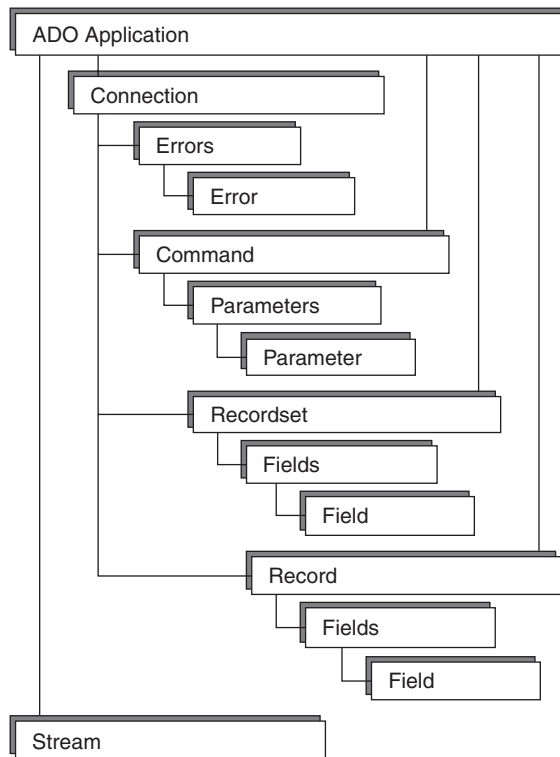 ADO Application
Connection
Errors
Error
Command
Parameters
Parameter
Recordset
Fields
Field
Record
Fields
Field
Stream